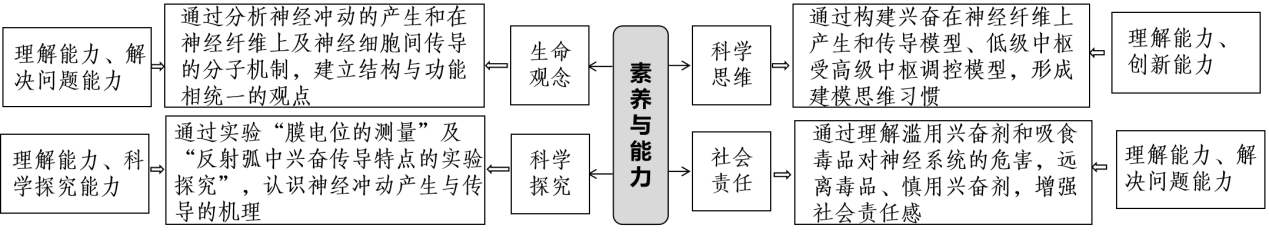 理解能力、解
决问题能力
通过分析神经冲动的产生和在
神经纤维上及神经细胞间传导
的分子机制，建立结构与功能
相统一的观点
生命
观念
素养与能力
科学
思维
通过构建兴奋在神经纤维上
产生和传导模型、低级中枢
受高级中枢调控模型，形成
建模思维习惯
理解能力、
创新能力
理解能力、科
学探究能力
通过实验“膜电位的测量”及
“反射弧中兴奋传导特点的实验
探究”，认识神经冲动产生与传
导的机理
科学
探究
社会
责任
通过理解滥用兴奋剂和吸食
毒品对神经系统的危害，远
离毒品、慎用兴奋剂，增强
社会责任感
理解能力、解
决问题能力